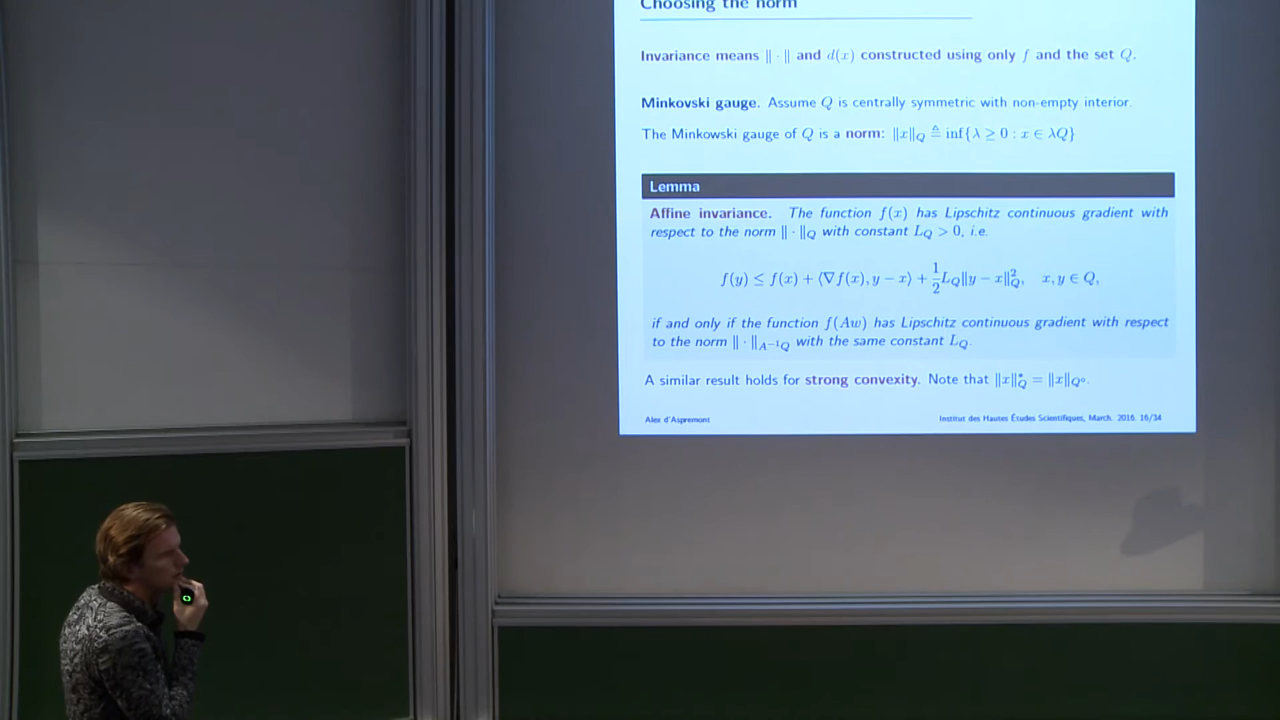 Choosing the norm
Invariance means ∥ · ∥ and d(x) constructed using only f and the set Q.
Minkovski gauge. Assume Q is centrally symmetric with non-empty interior.
The Minkowski gauge of Q is a norm: ∥x∥_Q ≜ inf{λ ≥ 0 : x ∈ λQ}
Lemma
Affine invariance. The function f(x) has Lipschitz continuous gradient with
respect to the norm ∥ · ∥_Q with constant L_Q > 0, i.e.
f(y) ≤ f(x) + ⟨∇f(x), y − x⟩ + 1/2 L_Q∥y − x∥²_Q, x, y ∈ Q,
if and only if the function f(Aw) has Lipschitz continuous gradient with respect
to the norm ∥ · ∥_{A⁻¹Q} with the same constant L_Q.
A similar result holds for strong convexity. Note that ∥x∥*_Q = ∥x∥_{Q°}.
Alex d'Aspremont Institut des Hautes Études Scientifiques, March. 2016. 16/34